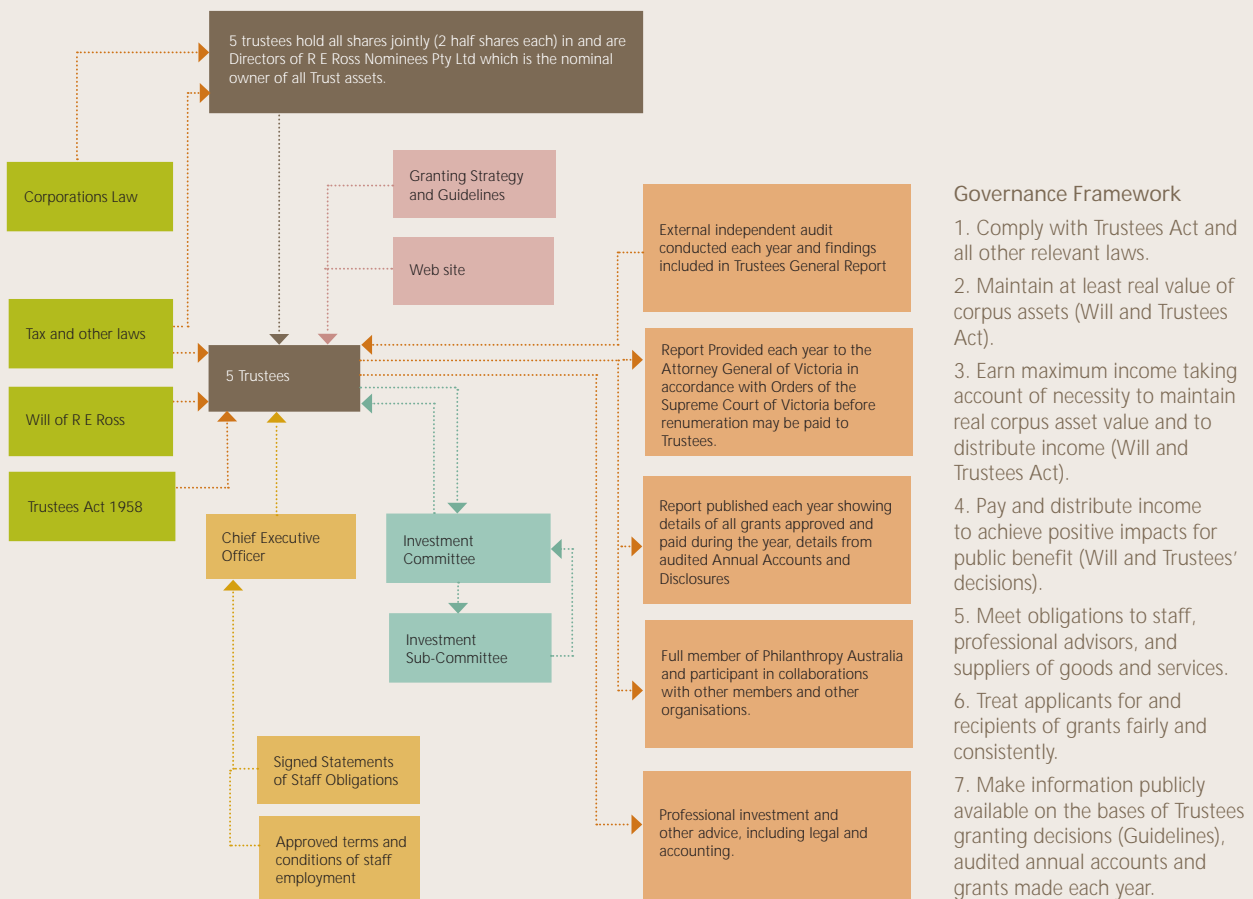 5 trustees hold all shares jointly (2 half shares each) in and are
Directors of R E Ross Nominees Pty Ltd which is the nominal
owner of all Trust assets.
Corporations Law
Tax and other laws
Will of R E Ross
Trustees Act 1958
Granting Strategy
and Guidelines
Web site
5 Trustees
Chief Executive
Officer
Investment
Committee
Investment
Sub-Committee
Signed Statements
of Staff Obligations
Approved terms and
conditions of staff
employment
External independent audit
conducted each year and findings
included in Trustees General Report
Report Provided each year to the
Attorney General of Victoria in
accordance with Orders of the
Supreme Court of Victoria before
renumeration may be paid to
Trustees.
Report published each year showing
details of all grants approved and
paid during the year, details from
audited Annual Accounts and
Disclosures
Full member of Philanthropy Australia
and participant in collaborations
with other members and other
organisations.
Professional investment and
other advice, including legal and
accounting.
Governance Framework
1. Comply with Trustees Act and
all other relevant laws.
2. Maintain at least real value of
corpus assets (Will and Trustees
Act).
3. Earn maximum income taking
account of necessity to maintain
real corpus asset value and to
distribute income (Will and
Trustees Act).
4. Pay and distribute income
to achieve positive impacts for
public benefit (Will and Trustees’
decisions).
5. Meet obligations to staff,
professional advisors, and
suppliers of goods and services.
6. Treat applicants for and
recipients of grants fairly and
consistently.
7. Make information publicly
available on the bases of Trustees
granting decisions (Guidelines),
audited annual accounts and
grants made each year.